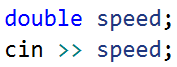 double speed;
cin >> speed;